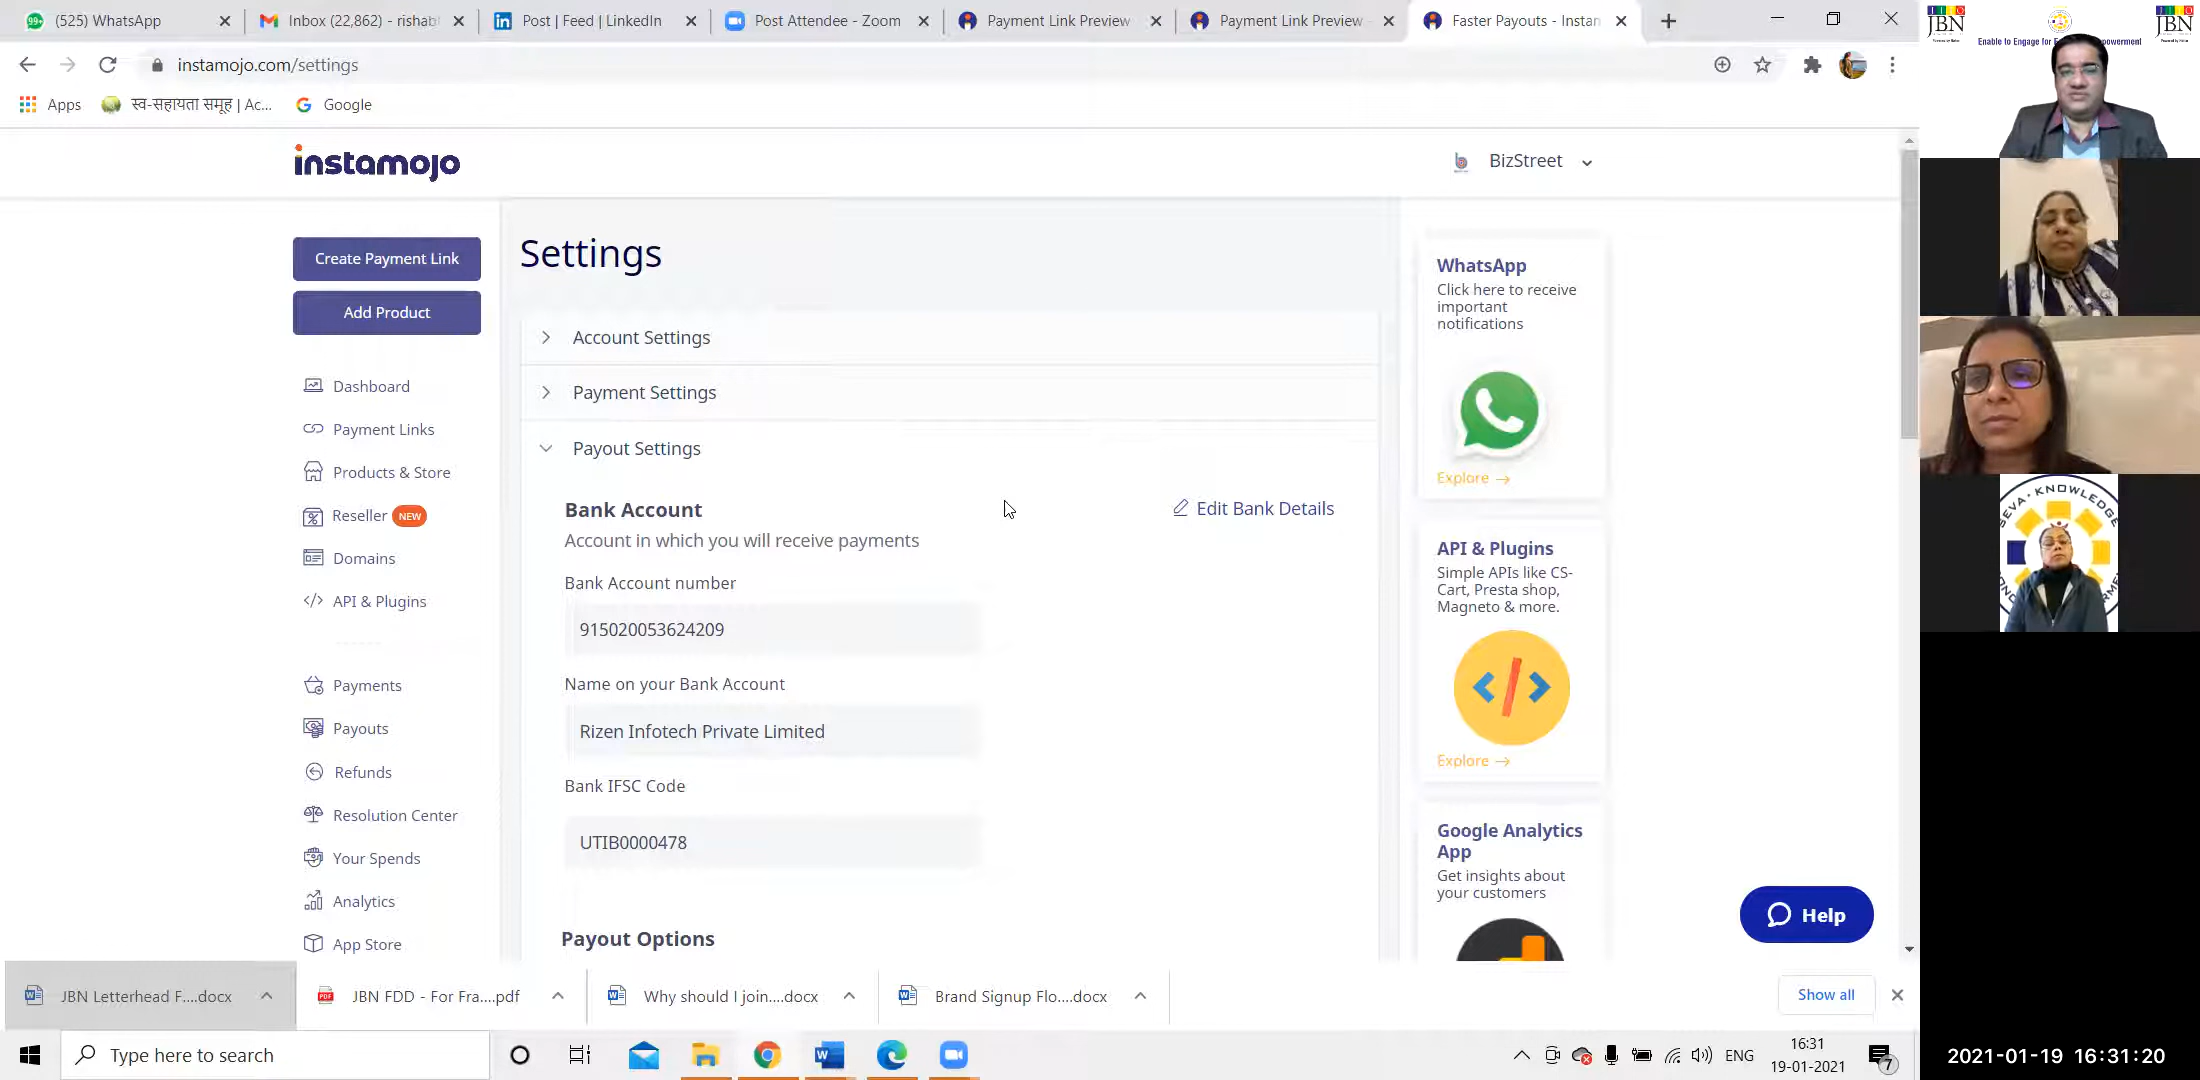 (525) WhatsApp
Inbox (22,862) - rishab
Post | Feed | LinkedIn
Post Attendee - Zoom
Payment Link Preview
Payment Link Preview
Faster Payouts - Instan
instamojo.com/settings
Apps
स्व-सहायता समूह | Ac...
Google
instamojo
BizStreet
Create Payment Link
Add Product
Dashboard
Payment Links
Products & Store
Reseller NEW
Domains
API & Plugins
Payments
Payouts
Refunds
Resolution Center
Your Spends
Analytics
App Store
Settings
Account Settings
Payment Settings
Payout Settings
Bank Account
Edit Bank Details
Account in which you will receive payments
Bank Account number
915020053624209
Name on your Bank Account
Rizen Infotech Private Limited
Bank IFSC Code
UTIB0000478
Payout Options
WhatsApp
Click here to receive
important
notifications
Explore →
API & Plugins
Simple APIs like CS-
Cart, Presta shop,
Magneto & more.
Explore →
Google Analytics
App
Get insights about
your customers
Help
JBN Letterhead F....docx
JBN FDD - For Fra....pdf
Why should I join....docx
Brand Signup Flo....docx
Show all
Type here to search
ENG
16:31
19-01-2021
7
JBN
JBN
Enable to Engage for
SEVA • KNOWLEDGE
2021-01-19 16:31:20